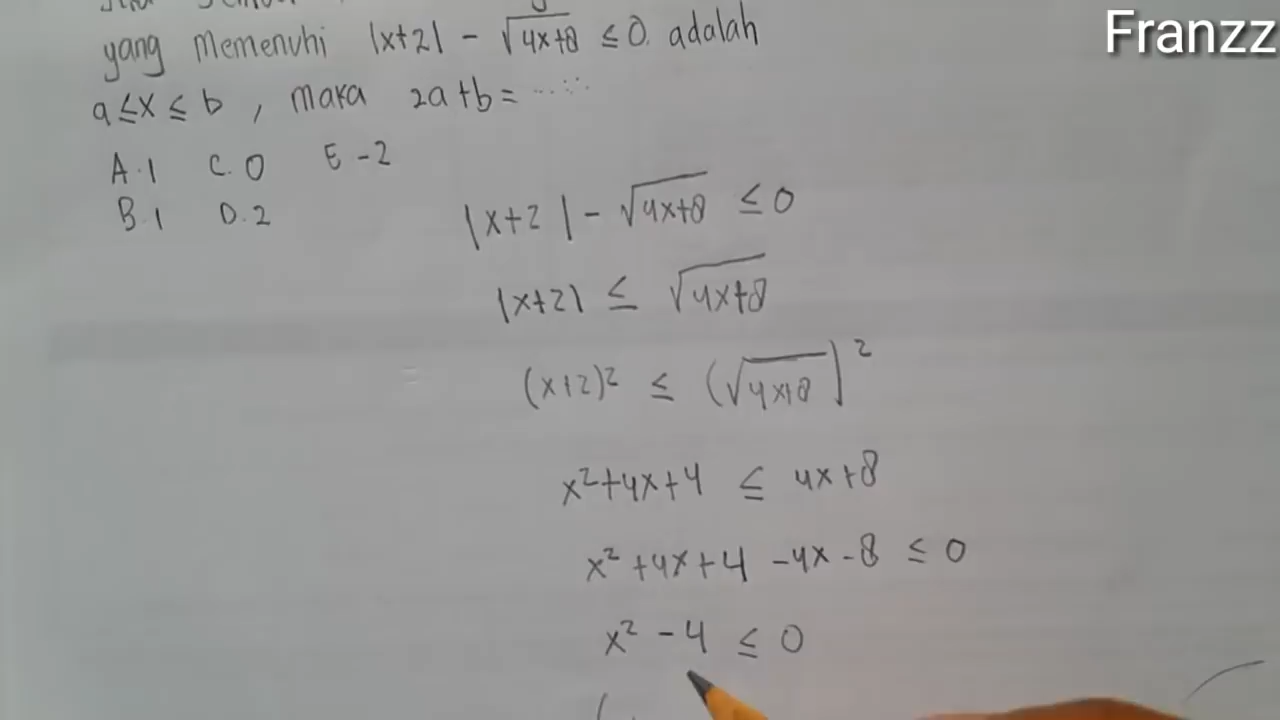 Franzz
yang memenuhi |x+2| - √4x+8 ≤ 0. adalah
a ≤ x ≤ b , maka 2a+b = ......
A. 1 C. 0 E -2
B. 1 D. 2
|x+2| - √4x+8 ≤ 0
|x+2| ≤ √4x+8
(x+2)² ≤ (√4x+8)²
x²+4x+4 ≤ 4x+8
x² +4x+4 -4x-8 ≤ 0
x² -4 ≤ 0
(